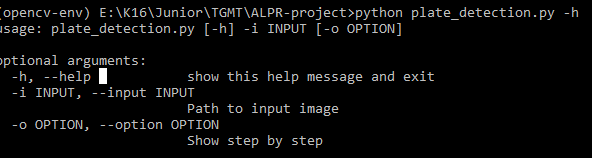 (opencv-env) E:\K16\Junior\TGMT\ALPR-project>python plate_detection.py -h
usage: plate_detection.py [-h] -i INPUT [-o OPTION]
optional arguments:
-h, --help show this help message and exit
-i INPUT, --input INPUT
Path to input image
-o OPTION, --option OPTION
Show step by step